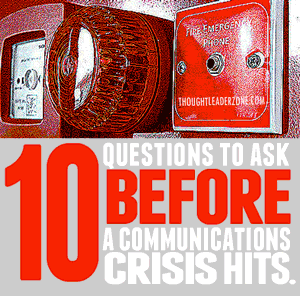 FIRE EMERGENCY
PHONE
THOUGHTLEADERZONE.COM
10
QUESTIONS TO ASK
BEFORE
A COMMUNICATIONS
CRISIS HITS.